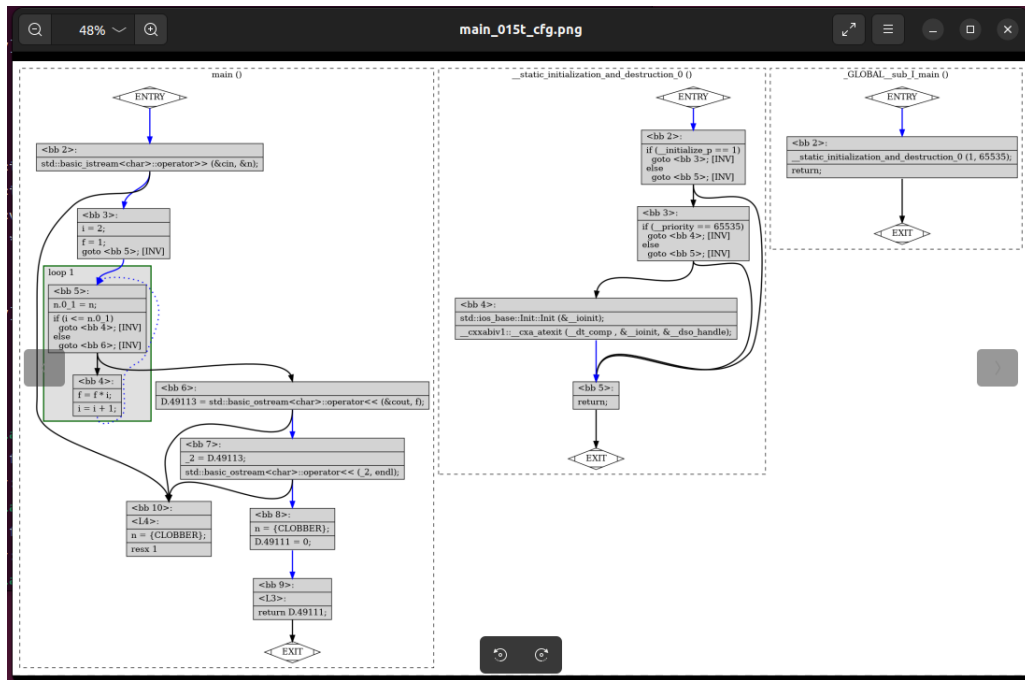 48%
main_015t_cfg.png
main ()
ENTRY
<bb 2>:
std::basic_istream<char>::operator>> (&cin, &n);
<bb 3>:
i = 2;
f = 1;
goto <bb 5>; [INV]
loop 1
<bb 5>:
n.0_1 = n;
if (i <= n.0_1)
goto <bb 4>; [INV]
else
goto <bb 6>; [INV]
<bb 4>:
f = f * i;
i = i + 1;
<bb 6>:
D.49113 = std::basic_ostream<char>::operator<< (&cout, f);
<bb 7>:
_2 = D.49113;
std::basic_ostream<char>::operator<< (_2, endl);
<bb 10>:
<L4>:
n = {CLOBBER};
resx 1
<bb 8>:
n = {CLOBBER};
D.49111 = 0;
<bb 9>:
<L3>:
return D.49111;
EXIT
__static_initialization_and_destruction_0 ()
ENTRY
<bb 2>:
if (__initialize_p == 1)
goto <bb 3>; [INV]
else
goto <bb 5>; [INV]
<bb 3>:
if (__priority == 65535)
goto <bb 4>; [INV]
else
goto <bb 5>; [INV]
<bb 4>:
std::ios_base::Init::Init (&__ioinit);
__cxxabiv1::__cxa_atexit (__dt_comp , &__ioinit, &__dso_handle);
<bb 5>:
return;
EXIT
_GLOBAL__sub_I_main ()
ENTRY
<bb 2>:
__static_initialization_and_destruction_0 (1, 65535);
return;
EXIT